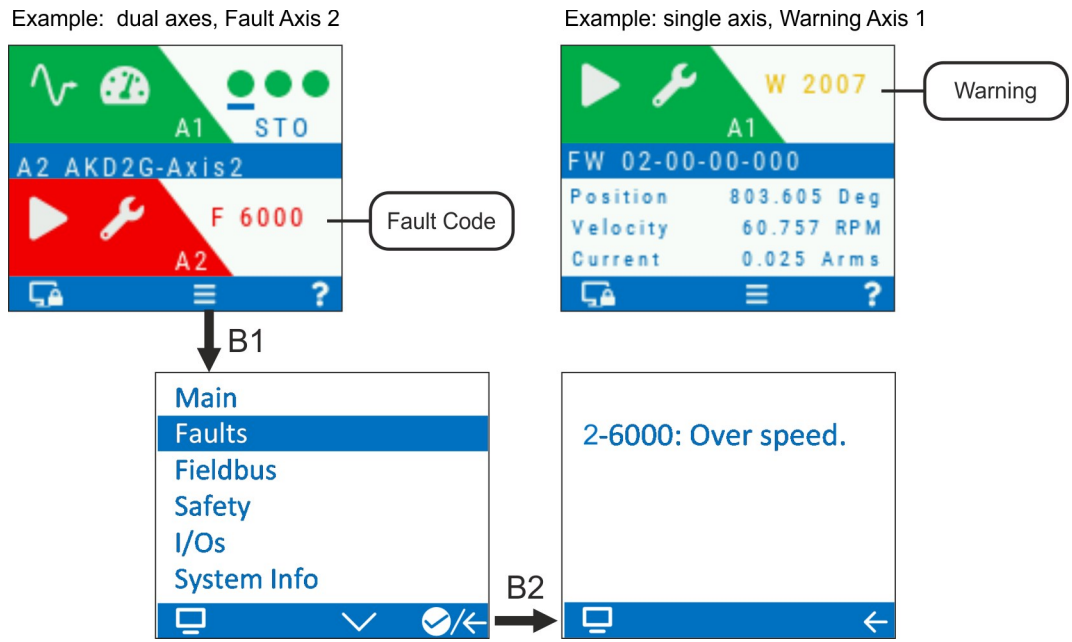 Example:  dual axes, Fault Axis 2
A1
STO
A2 AKD2G-Axis2
F 6000
A2
?
Fault Code
Example: single axis, Warning Axis 1
W 2007
A1
Warning
FW 02-00-00-000
Position 803.605 Deg
Velocity 60.757 RPM
Current 0.025 Arms
?
B1
Main
Faults
Fieldbus
Safety
I/Os
System Info
/
B2
2-6000: Over speed.